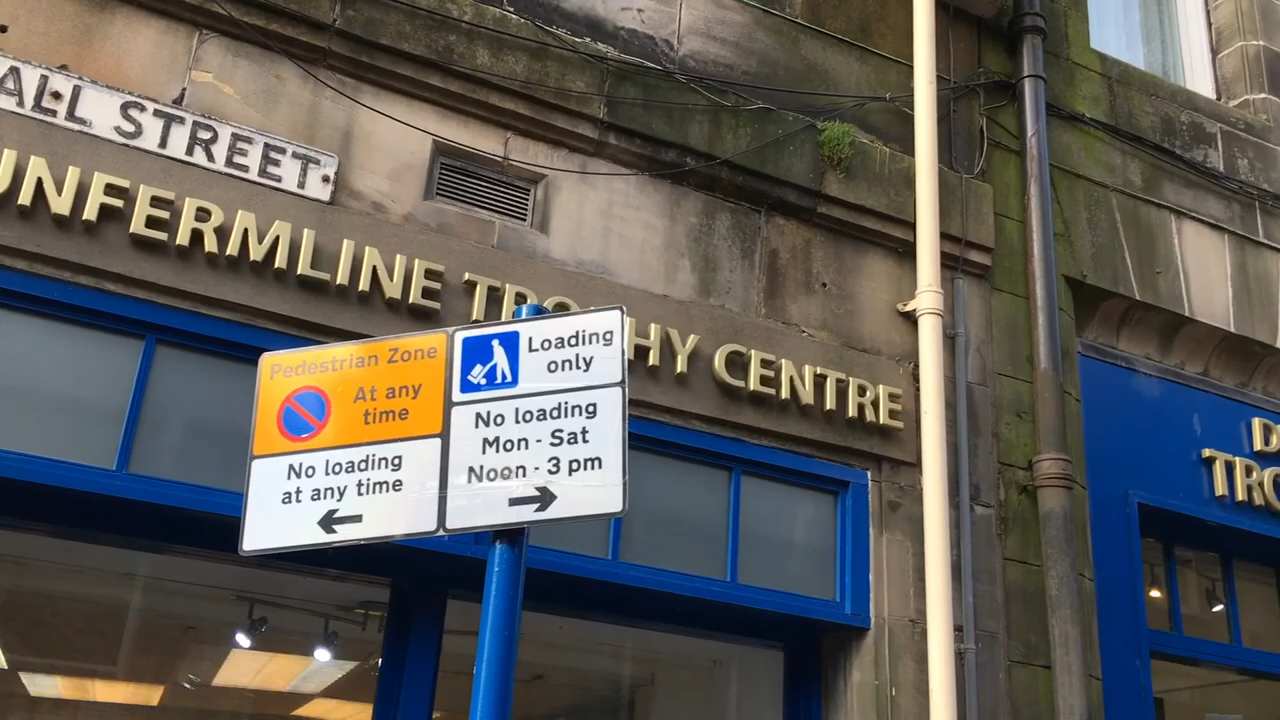 ALL STREET
UNFERMLINE TROPHY CENTRE
Pedestrian Zone
At any
time
No loading
at any time
Loading
only
No loading
Mon - Sat
Noon - 3 pm
D
TRO